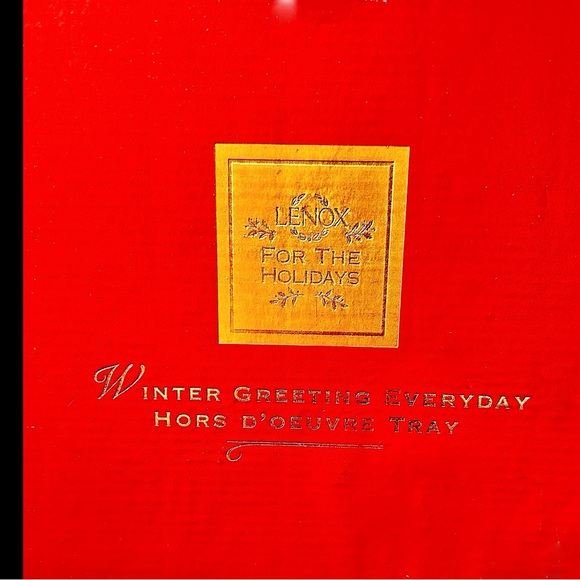 LENOX
FOR THE
HOLIDAYS
WINTER GREETING EVERYDAY
HORS D'OEUVRE TRAY